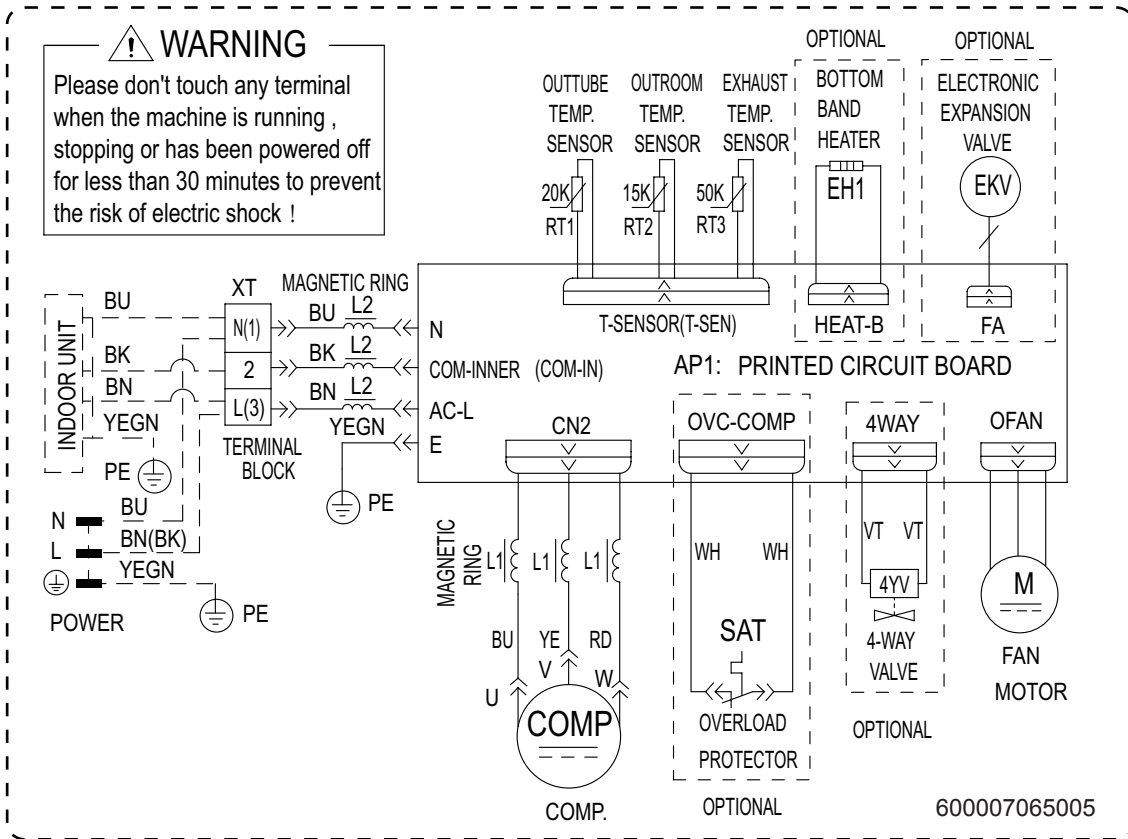 WARNING
Please don't touch any terminal
when the machine is running ,
stopping or has been powered off
for less than 30 minutes to prevent
the risk of electric shock !
OPTIONAL
OPTIONAL
OUTTUBE
TEMP.
SENSOR
OUTROOM
TEMP.
SENSOR
EXHAUST
TEMP.
SENSOR
BOTTOM
BAND
HEATER
ELECTRONIC
EXPANSION
VALVE
20K
RT1
15K
RT2
50K
RT3
EH1
EKV
T-SENSOR(T-SEN)
HEAT-B
FA
INDOOR UNIT
BU
BK
BN
YEGN
PE
XT
N(1)
2
L(3)
TERMINAL
BLOCK
MAGNETIC RING
BU
L2
N
BK
L2
COM-INNER (COM-IN)
BN
L2
AC-L
YEGN
E
PE
AP1: PRINTED CIRCUIT BOARD
N
BU
L
BN(BK)
YEGN
PE
POWER
CN2
OVC-COMP
4WAY
OFAN
MAGNETIC
RING
L1
L1
L1
BU
YE
RD
U
V
W
COMP
COMP.
WH
WH
SAT
OVERLOAD
PROTECTOR
OPTIONAL
VT
VT
4YV
4-WAY
VALVE
OPTIONAL
M
FAN
MOTOR
600007065005